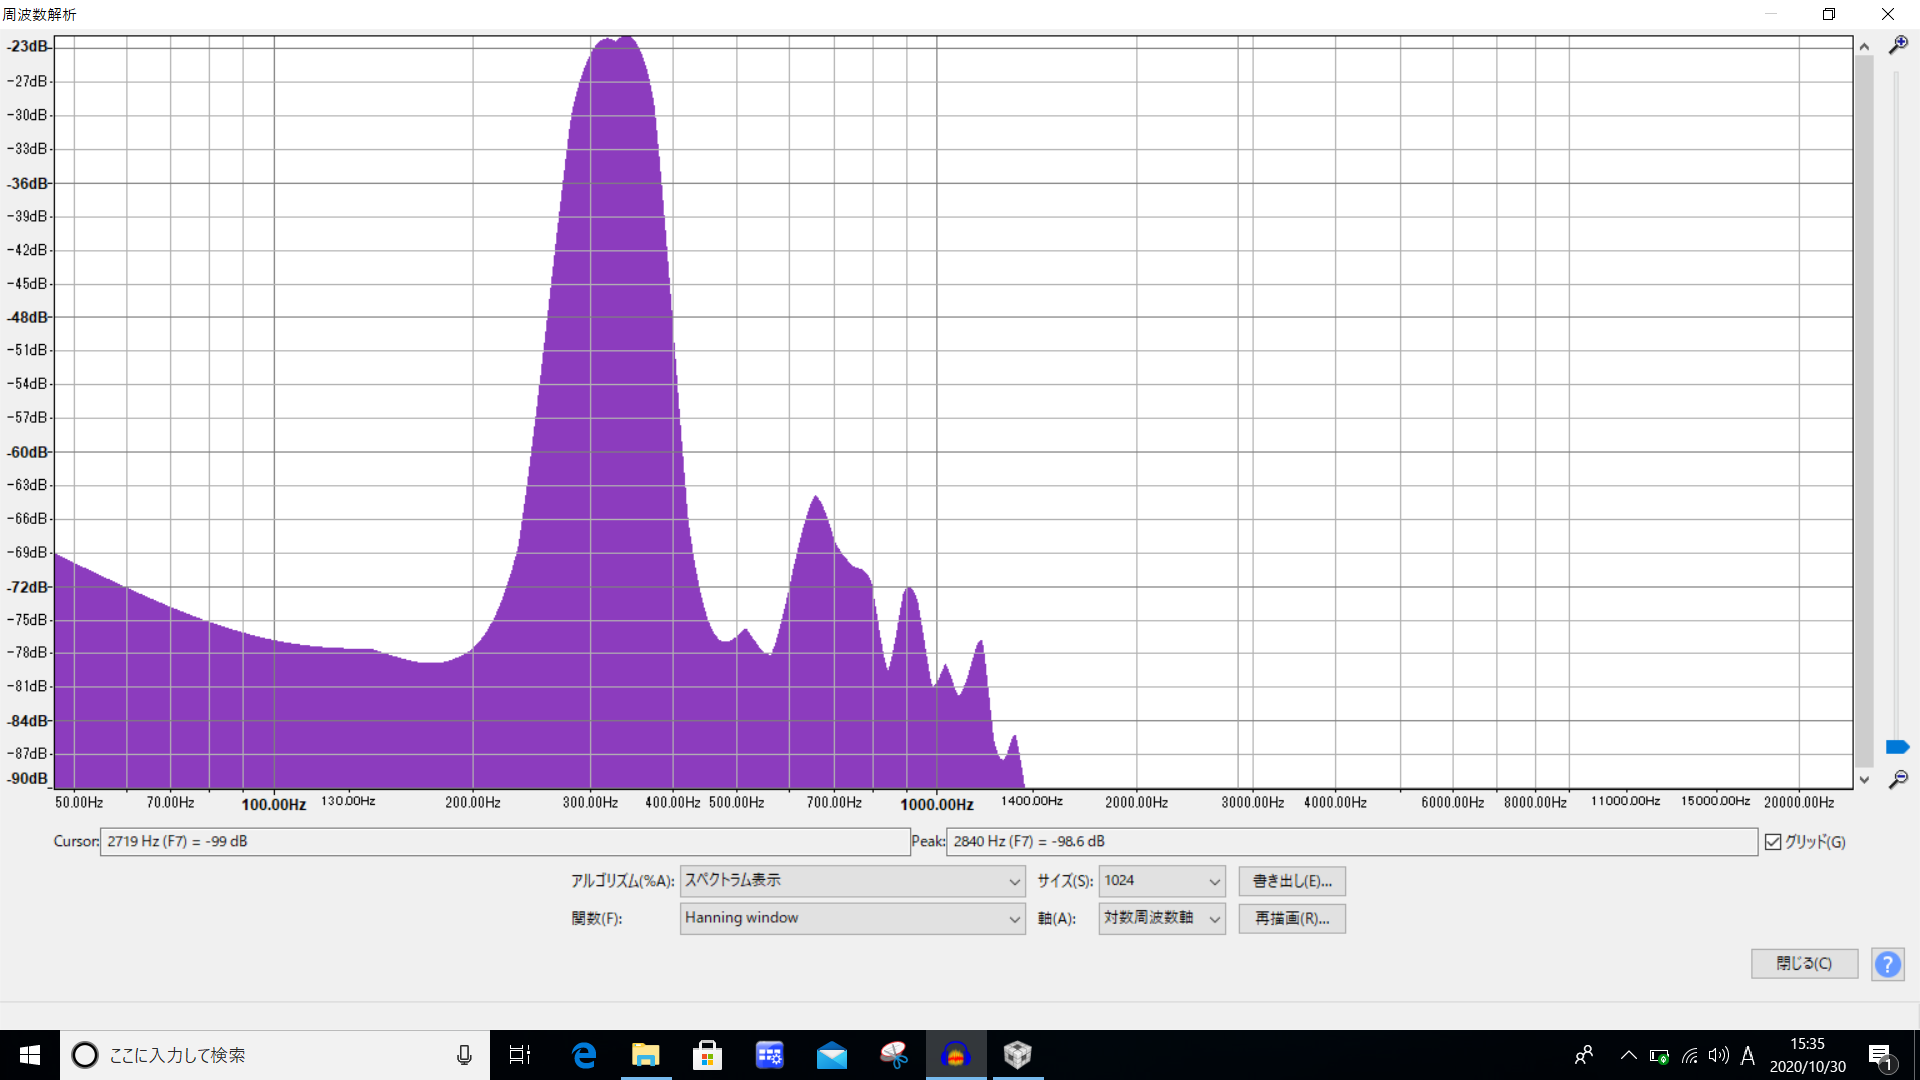 周波数解析
-23dB
-27dB
-30dB
-33dB
-36dB
-39dB
-42dB
-45dB
-48dB
-51dB
-54dB
-57dB
-60dB
-63dB
-66dB
-69dB
-72dB
-75dB
-78dB
-81dB
-84dB
-87dB
-90dB
50.00Hz 70.00Hz 100.00Hz 130.00Hz 200.00Hz 300.00Hz 400.00Hz 500.00Hz 700.00Hz 1000.00Hz 1400.00Hz 2000.00Hz 3000.00Hz 4000.00Hz 6000.00Hz 8000.00Hz 11000.00Hz 15000.00Hz 20000.00Hz
Cursor: 2719 Hz (F7) = -99 dB Peak: 2840 Hz (F7) = -98.6 dB グリッド(G)
アルゴリズム(%A): スペクトラム表示 サイズ(S): 1024 書き出し(E)...
関数(F): Hanning window 軸(A): 対数周波数軸 再描画(R)...
閉じる(C) ?
ここに入力して検索
A
15:35
2020/10/30
1